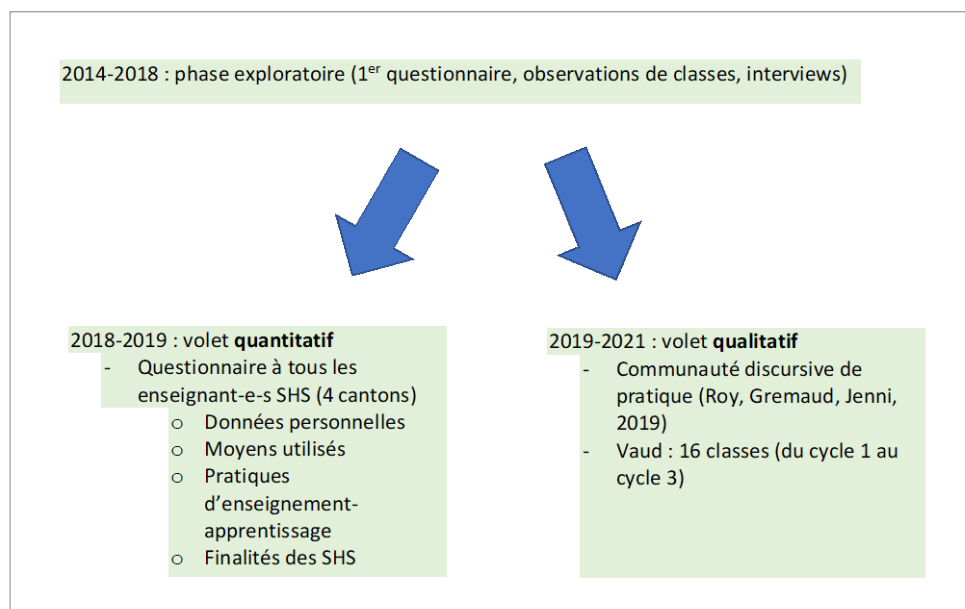 2014-2018 : phase exploratoire (1er questionnaire, observations de classes, interviews)
2018-2019 : volet quantitatif
- Questionnaire à tous les
enseignant-e-s SHS (4 cantons)
o Données personnelles
o Moyens utilisés
o Pratiques
d’enseignement-
apprentissage
o Finalités des SHS
2019-2021 : volet qualitatif
- Communauté discursive de
pratique (Roy, Gremaud, Jenni,
2019)
- Vaud : 16 classes (du cycle 1 au
cycle 3)